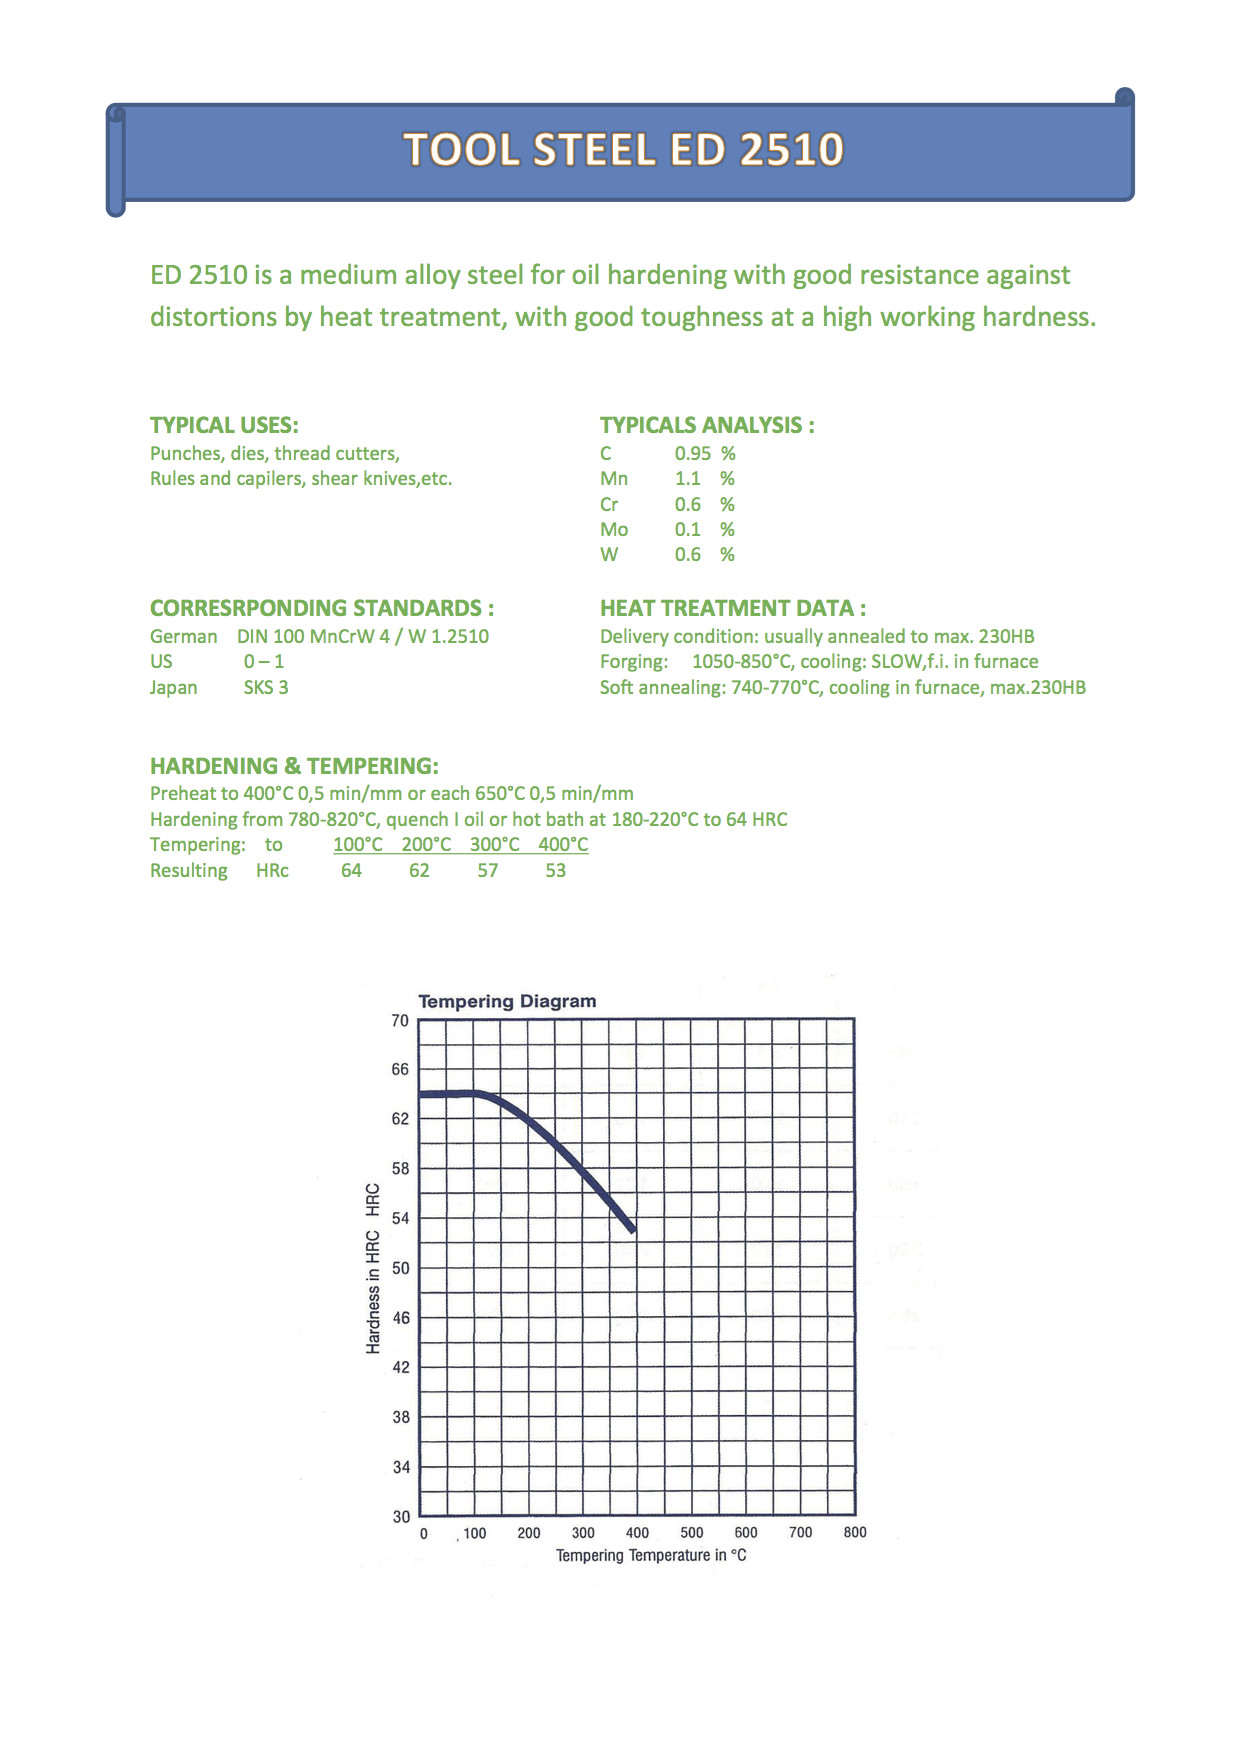 TOOL STEEL ED 2510
ED 2510 is a medium alloy steel for oil hardening with good resistance against
distortions by heat treatment, with good toughness at a high working hardness.
TYPICAL USES:
Punches, dies, thread cutters,
Rules and capilers, shear knives,etc.
TYPICALS ANALYSIS :
C 0.95 %
Mn 1.1 %
Cr 0.6 %
Mo 0.1 %
W 0.6 %
CORRESRPONDING STANDARDS :
German DIN 100 MnCrW 4 / W 1.2510
US 0 – 1
Japan SKS 3
HEAT TREATMENT DATA :
Delivery condition: usually annealed to max. 230HB
Forging: 1050-850°C, cooling: SLOW,f.i. in furnace
Soft annealing: 740-770°C, cooling in furnace, max.230HB
HARDENING & TEMPERING:
Preheat to 400°C 0,5 min/mm or each 650°C 0,5 min/mm
Hardening from 780-820°C, quench I oil or hot bath at 180-220°C to 64 HRC
Tempering: to 100°C 200°C 300°C 400°C
Resulting HRc 64 62 57 53
Tempering Diagram
70
66
62
58
54
50
46
42
38
34
30
Hardness in HRC HRC
0 100 200 300 400 500 600 700 800
Tempering Temperature in °C